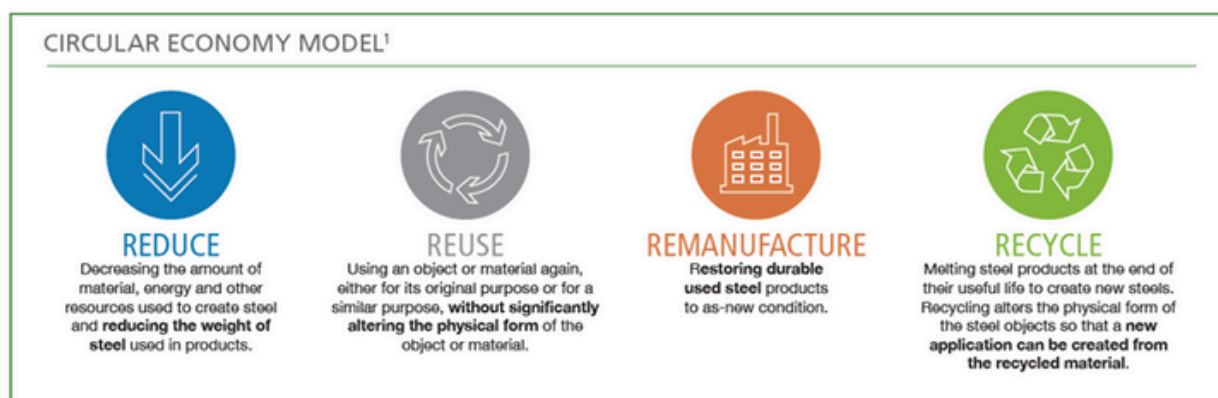 CIRCULAR ECONOMY MODEL¹
REDUCE
Decreasing the amount of
material, energy and other
resources used to create steel
and reducing the weight of
steel used in products.
REUSE
Using an object or material again,
either for its original purpose or for a
similar purpose, without significantly
altering the physical form of the
object or material.
REMANUFACTURE
Restoring durable
used steel products
to as-new condition.
RECYCLE
Melting steel products at the end of
their useful life to create new steels.
Recycling alters the physical form of
the steel objects so that a new
application can be created from
the recycled material.